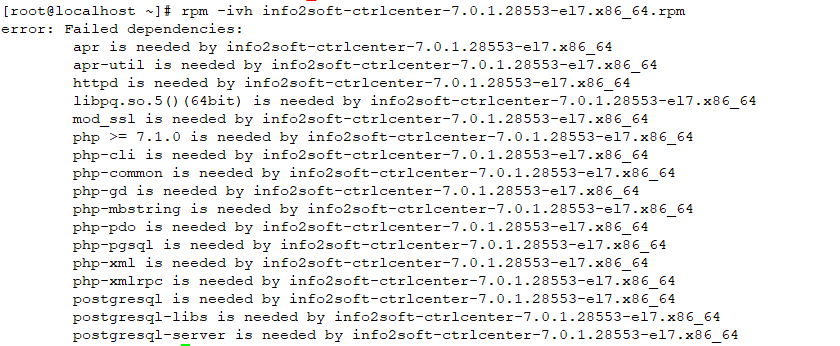 [root@localhost ~]# rpm -ivh info2soft-ctrlcenter-7.0.1.28553-el7.x86_64.rpm
error: Failed dependencies:
apr is needed by info2soft-ctrlcenter-7.0.1.28553-el7.x86_64
apr-util is needed by info2soft-ctrlcenter-7.0.1.28553-el7.x86_64
httpd is needed by info2soft-ctrlcenter-7.0.1.28553-el7.x86_64
libpq.so.5()(64bit) is needed by info2soft-ctrlcenter-7.0.1.28553-el7.x86_64
mod_ssl is needed by info2soft-ctrlcenter-7.0.1.28553-el7.x86_64
php >= 7.1.0 is needed by info2soft-ctrlcenter-7.0.1.28553-el7.x86_64
php-cli is needed by info2soft-ctrlcenter-7.0.1.28553-el7.x86_64
php-common is needed by info2soft-ctrlcenter-7.0.1.28553-el7.x86_64
php-gd is needed by info2soft-ctrlcenter-7.0.1.28553-el7.x86_64
php-mbstring is needed by info2soft-ctrlcenter-7.0.1.28553-el7.x86_64
php-pdo is needed by info2soft-ctrlcenter-7.0.1.28553-el7.x86_64
php-pgsql is needed by info2soft-ctrlcenter-7.0.1.28553-el7.x86_64
php-xml is needed by info2soft-ctrlcenter-7.0.1.28553-el7.x86_64
php-xmlrpc is needed by info2soft-ctrlcenter-7.0.1.28553-el7.x86_64
postgresql is needed by info2soft-ctrlcenter-7.0.1.28553-el7.x86_64
postgresql-libs is needed by info2soft-ctrlcenter-7.0.1.28553-el7.x86_64
postgresql-server is needed by info2soft-ctrlcenter-7.0.1.28553-el7.x86_64